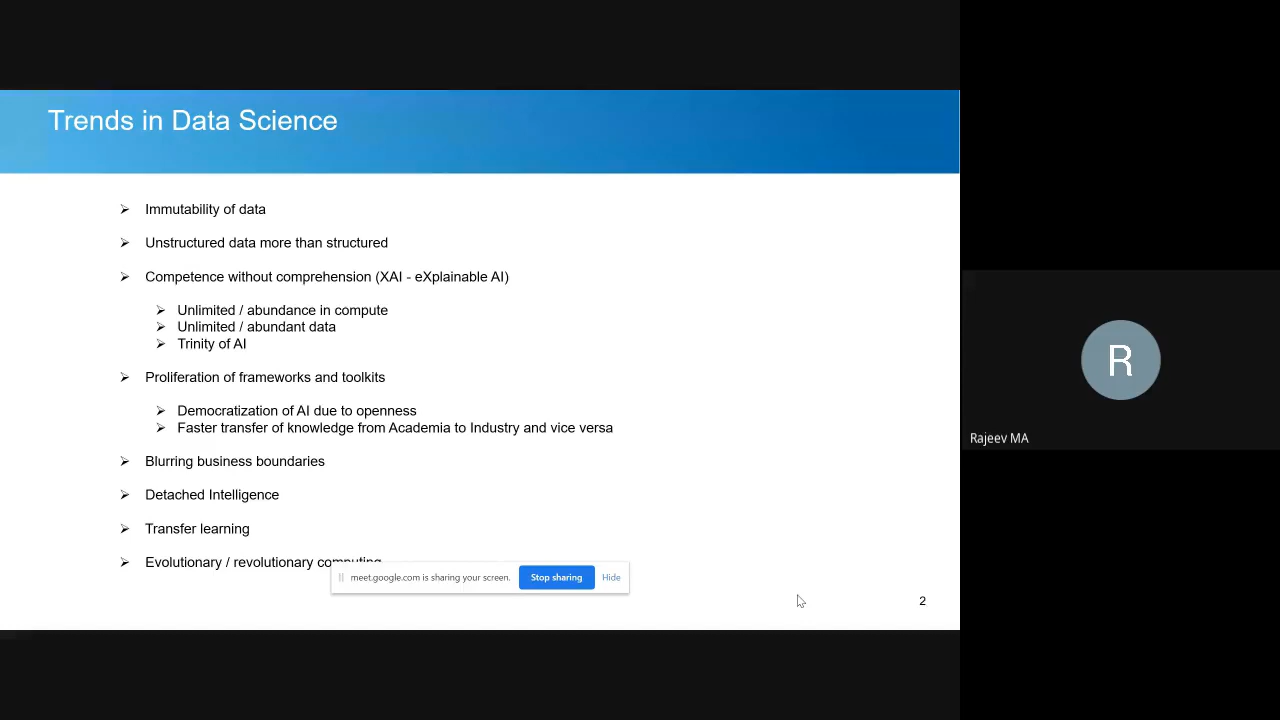 Trends in Data Science
Immutability of data
Unstructured data more than structured
Competence without comprehension (XAI - eXplainable AI)
Unlimited / abundance in compute
Unlimited / abundant data
Trinity of AI
Proliferation of frameworks and toolkits
Democratization of AI due to openness
Faster transfer of knowledge from Academia to Industry and vice versa
Blurring business boundaries
Detached Intelligence
Transfer learning
Evolutionary / revolutionary computing
meet.google.com is sharing your screen. Stop sharing Hide
2
R
Rajeev MA